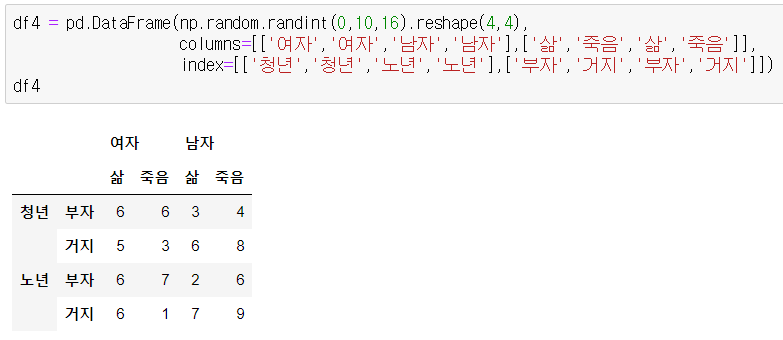 df4 = pd.DataFrame(np.random.randint(0,10,16).reshape(4,4),
columns=[['여자','여자','남자','남자'],['삶','죽음','삶','죽음']],
index=[['청년','청년','노년','노년'],['부자','거지','부자','거지']])
df4
여자 남자
삶 죽음 삶 죽음
청년 부자 6 6 3 4
거지 5 3 6 8
노년 부자 6 7 2 6
거지 6 1 7 9